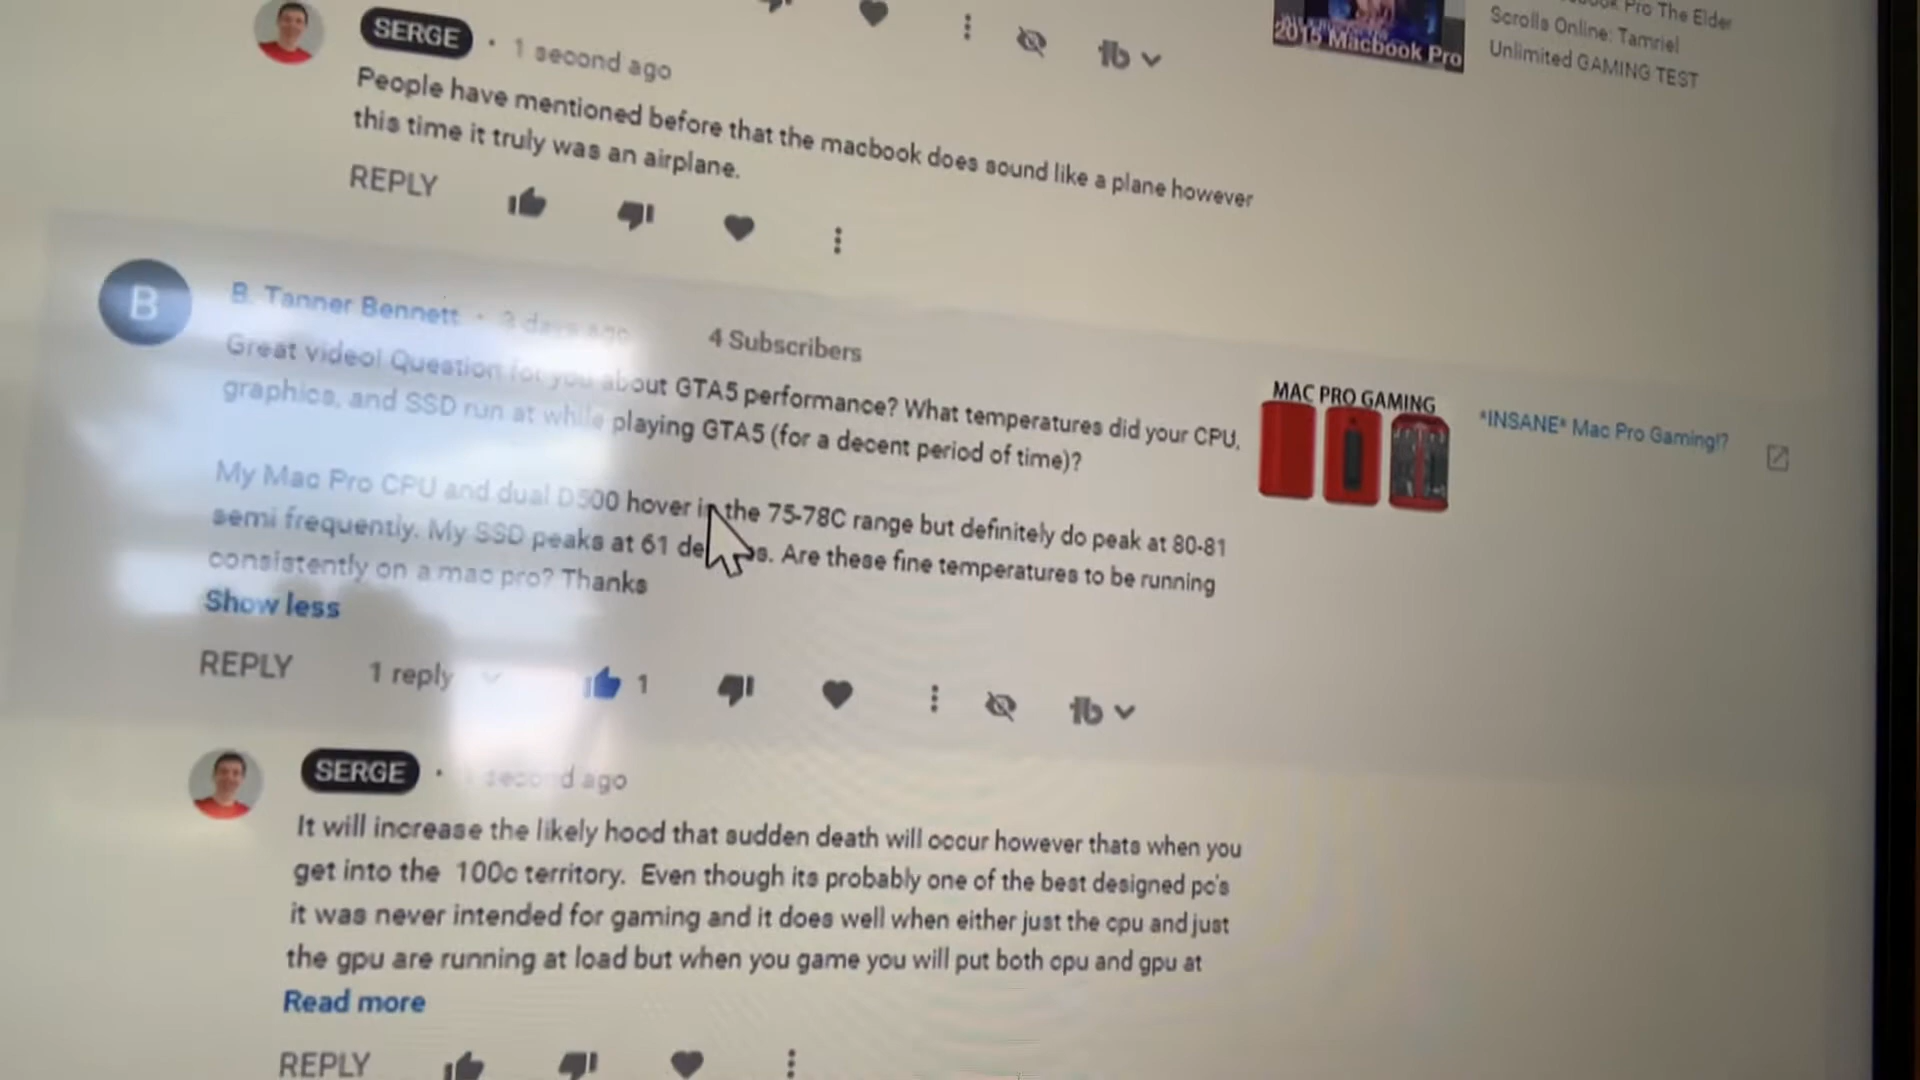 SERGE · 1 second ago
People have mentioned before that the macbook does sound like a plane however
this time it truly was an airplane.
REPLY
2015 Macbook Pro
Pro The Elder
Scrolls Online: Tamriel
Unlimited GAMING TEST
B
B. Tanner Bennett · 3 days ago
4 Subscribers
Great video! Question for you about GTA5 performance? What temperatures did your CPU,
graphics, and SSD run at while playing GTA5 (for a decent period of time)?
My Mac Pro CPU and dual D500 hover in the 75-78C range but definitely do peak at 80-81
semi frequently. My SSD peaks at 61 degrees. Are these fine temperatures to be running
consistently on a mac pro? Thanks
Show less
REPLY 1 reply 1
MAC PRO GAMING
*INSANE* Mac Pro Gaming!?
SERGE · second ago
It will increase the likely hood that sudden death will occur however thats when you
get into the 100c territory. Even though its probably one of the best designed pc's
it was never intended for gaming and it does well when either just the cpu and just
the gpu are running at load but when you game you will put both cpu and gpu at
Read more
REPLY